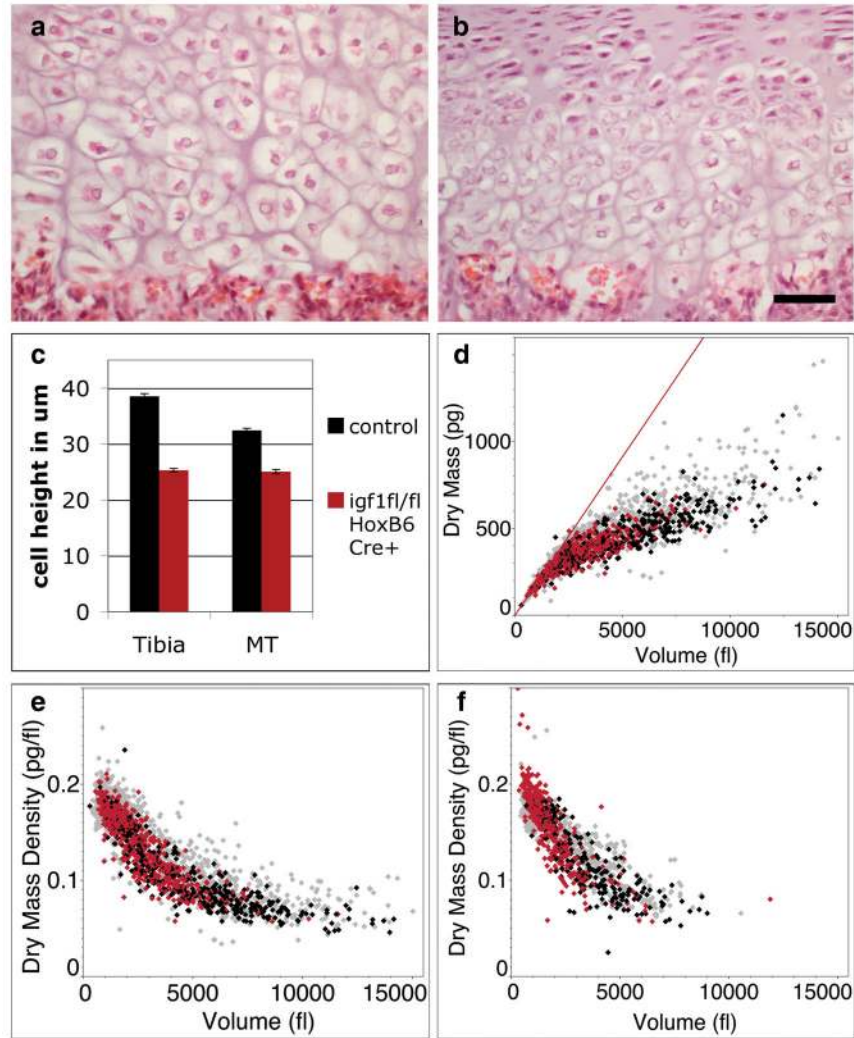 a
b
c
cell height in um
40
30
20
10
0
Tibia MT
control
igf1fl/fl
HoxB6
Cre+
d
Dry Mass (pg)
1000
500
0
0 5000 10000 15000
Volume (fl)
e
Dry Mass Density (pg/fl)
0.2
0.1
0
0 5000 10000 15000
Volume (fl)
f
Dry Mass Density (pg/fl)
0.2
0.1
0
0 5000 10000 15000
Volume (fl)